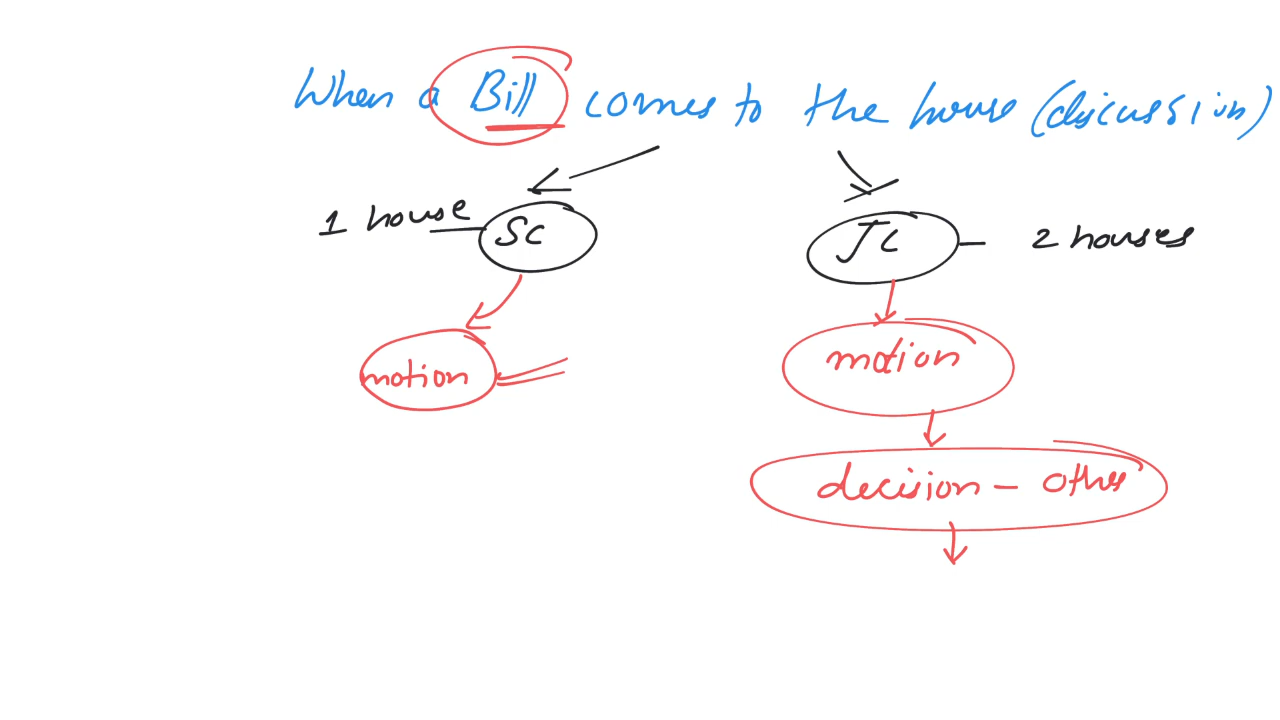 When a Bill comes to the house (discussion)
1 house SC
JC - 2 houses
motion
motion
decision - other